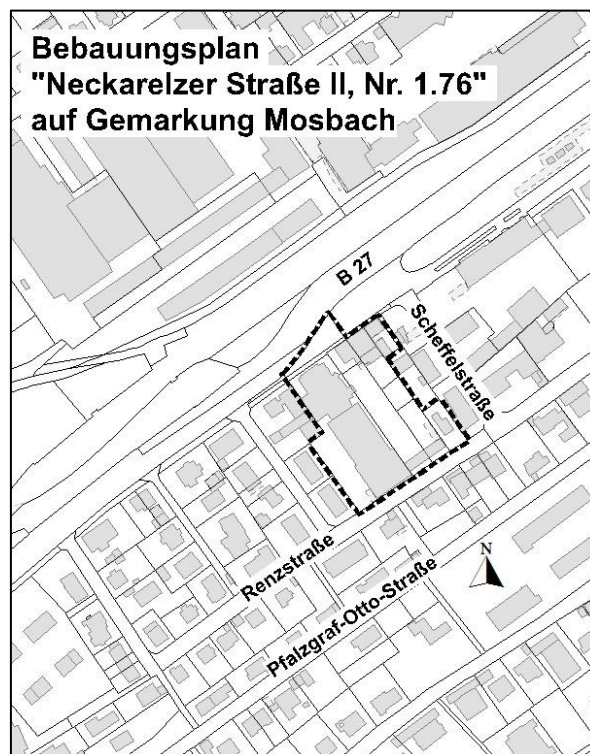 Bebauungsplan
"Neckarelzer Straße II, Nr. 1.76"
auf Gemarkung Mosbach
B 27
Scheffelstraße
Renzstraße
Pfalzgraf-Otto-Straße
N